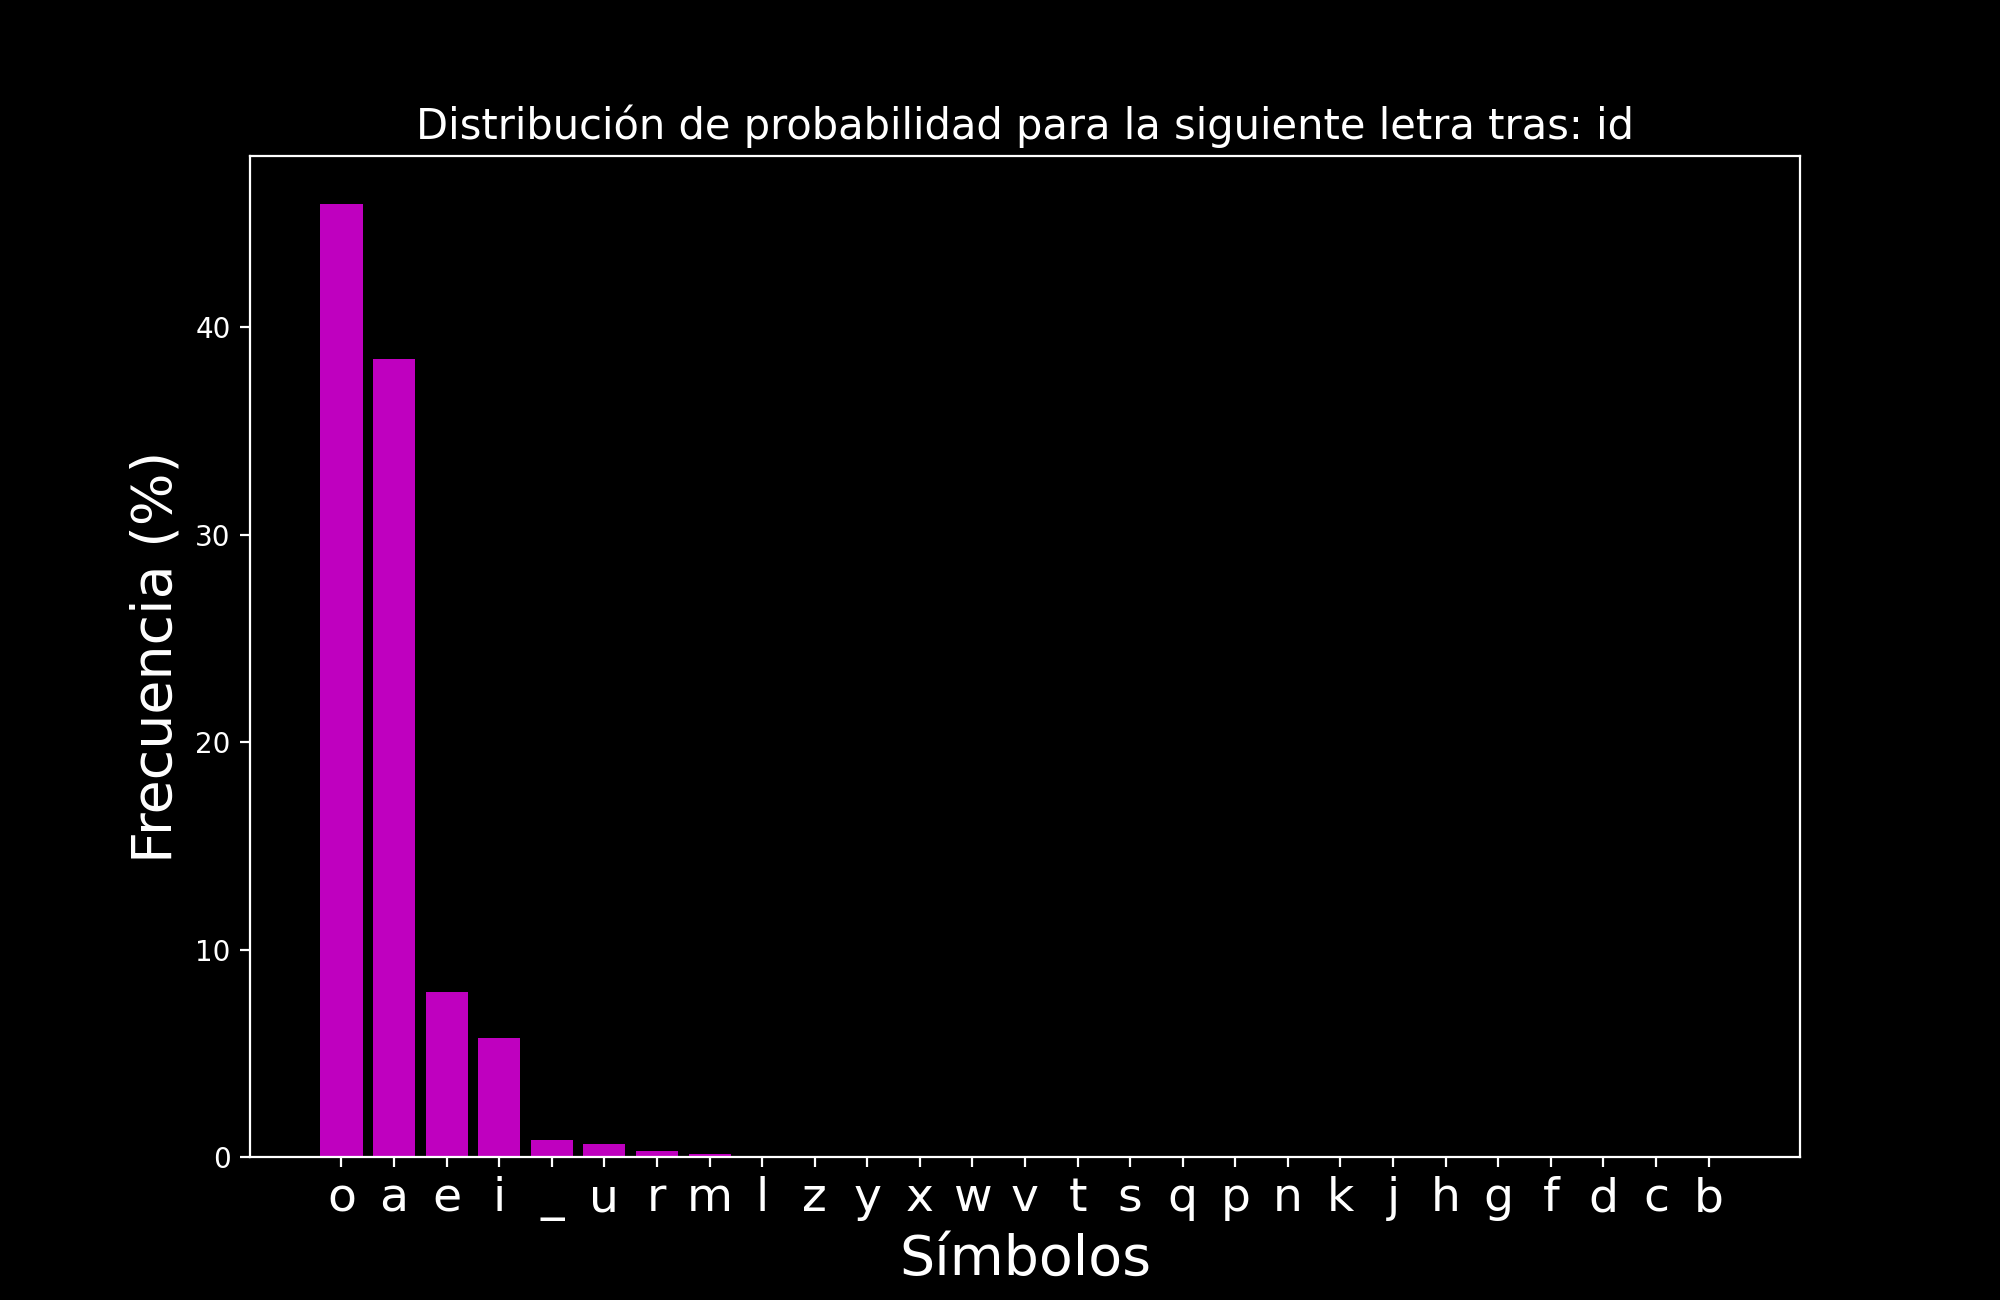 Distribución de probabilidad para la siguiente letra tras: id
Frecuencia (%)
40
30
20
10
0
o a e i _ u r m l z y x w v t s q p n k j h g f d c b
Símbolos